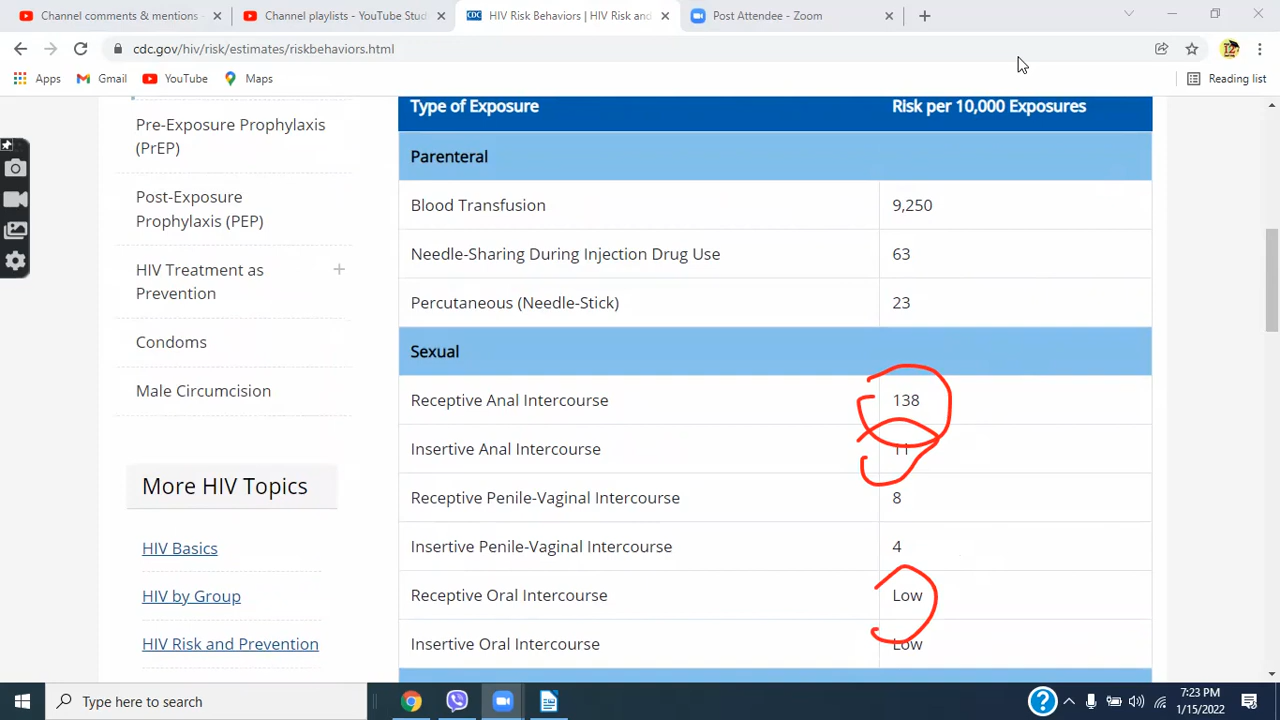 Channel comments & mentions -
Channel playlists - YouTube Stud
CDC HIV Risk Behaviors | HIV Risk and
Post Attendee - Zoom
cdc.gov/hiv/risk/estimates/riskbehaviors.html
Apps
Gmail
YouTube
Maps
Reading list
Type of Exposure
Risk per 10,000 Exposures
Pre-Exposure Prophylaxis
(PrEP)
Post-Exposure
Prophylaxis (PEP)
HIV Treatment as
Prevention
Condoms
Male Circumcision
More HIV Topics
HIV Basics
HIV by Group
HIV Risk and Prevention
Parenteral
Blood Transfusion 9,250
Needle-Sharing During Injection Drug Use 63
Percutaneous (Needle-Stick) 23
Sexual
Receptive Anal Intercourse 138
Insertive Anal Intercourse 11
Receptive Penile-Vaginal Intercourse 8
Insertive Penile-Vaginal Intercourse 4
Receptive Oral Intercourse Low
Insertive Oral Intercourse Low
Type here to search
7:23 PM
1/15/2022